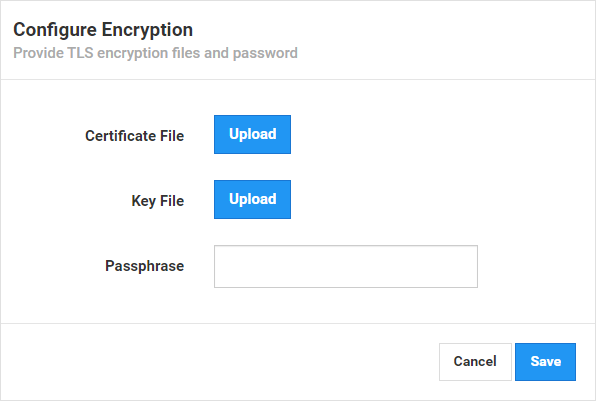 Configure Encryption
Provide TLS encryption files and password
Certificate File Upload
Key File Upload
Passphrase
Cancel Save